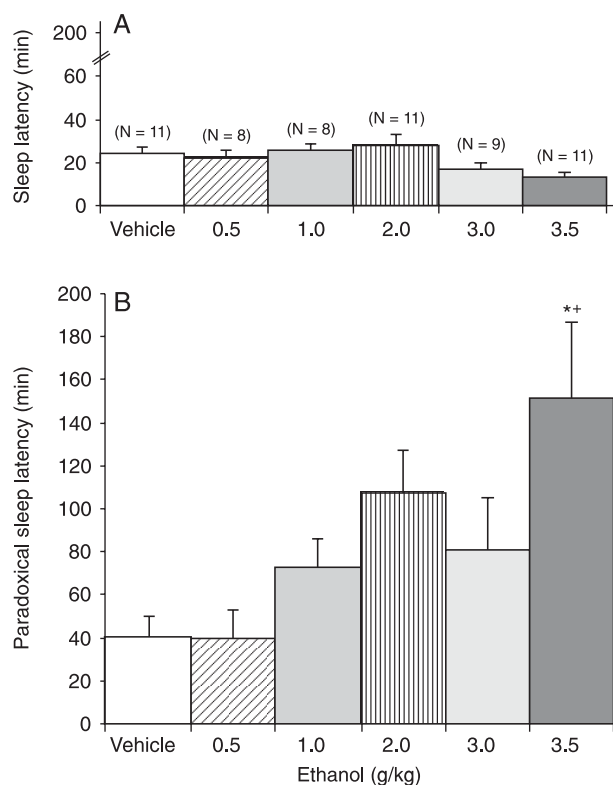 A
Sleep latency (min)
200
60
40
20
0
(N = 11)
(N = 8)
(N = 8)
(N = 11)
(N = 9)
(N = 11)
Vehicle 0.5 1.0 2.0 3.0 3.5
B
Paradoxical sleep latency (min)
200
180
160
140
120
100
80
60
40
20
0
*+
Vehicle 0.5 1.0 2.0 3.0 3.5
Ethanol (g/kg)